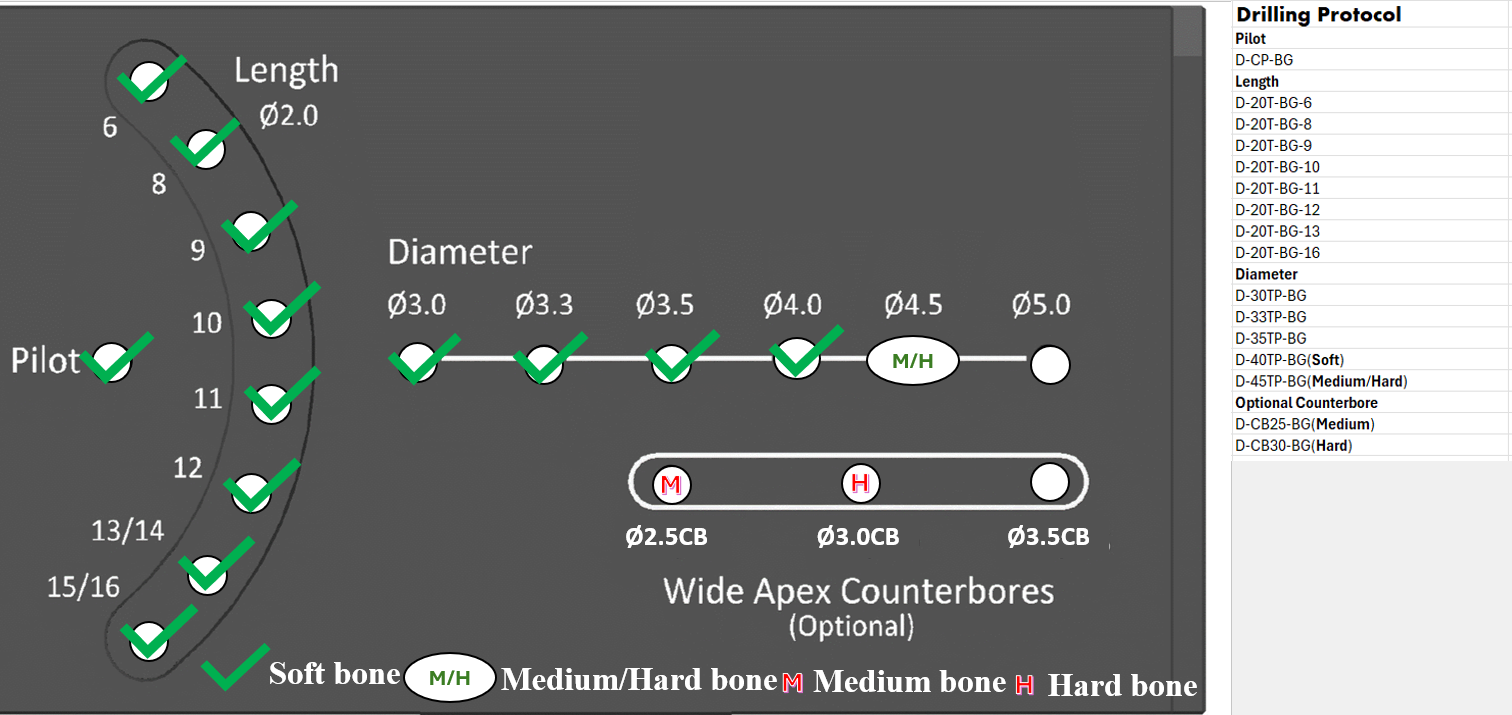 Length
Ø2.0
6
8
9
10
Pilot
11
12
13/14
15/16
Diameter
Ø3.0 Ø3.3 Ø3.5 Ø4.0 Ø4.5 Ø5.0
M/H
M H
Ø2.5CB Ø3.0CB Ø3.5CB
Wide Apex Counterbores
(Optional)
Soft bone M/H Medium/Hard bone M Medium bone H Hard bone
Drilling Protocol
Pilot
D-CP-BG
Length
D-20T-BG-6
D-20T-BG-8
D-20T-BG-9
D-20T-BG-10
D-20T-BG-11
D-20T-BG-12
D-20T-BG-13
D-20T-BG-16
Diameter
D-30TP-BG
D-33TP-BG
D-35TP-BG
D-40TP-BG(Soft)
D-45TP-BG(Medium/Hard)
Optional Counterbore
D-CB25-BG(Medium)
D-CB30-BG(Hard)